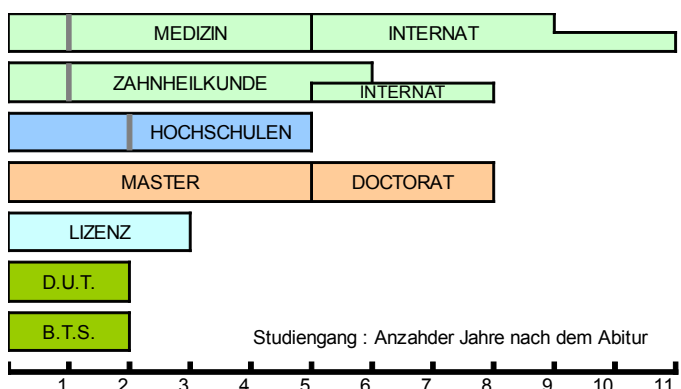 MEDIZIN INTERNAT
ZAHNHEILKUNDE INTERNAT
HOCHSCHULEN
MASTER DOCTORAT
LIZENZ
D.U.T.
B.T.S.
Studiengang : Anzahder Jahre nach dem Abitur
1 2 3 4 5 6 7 8 9 10 11